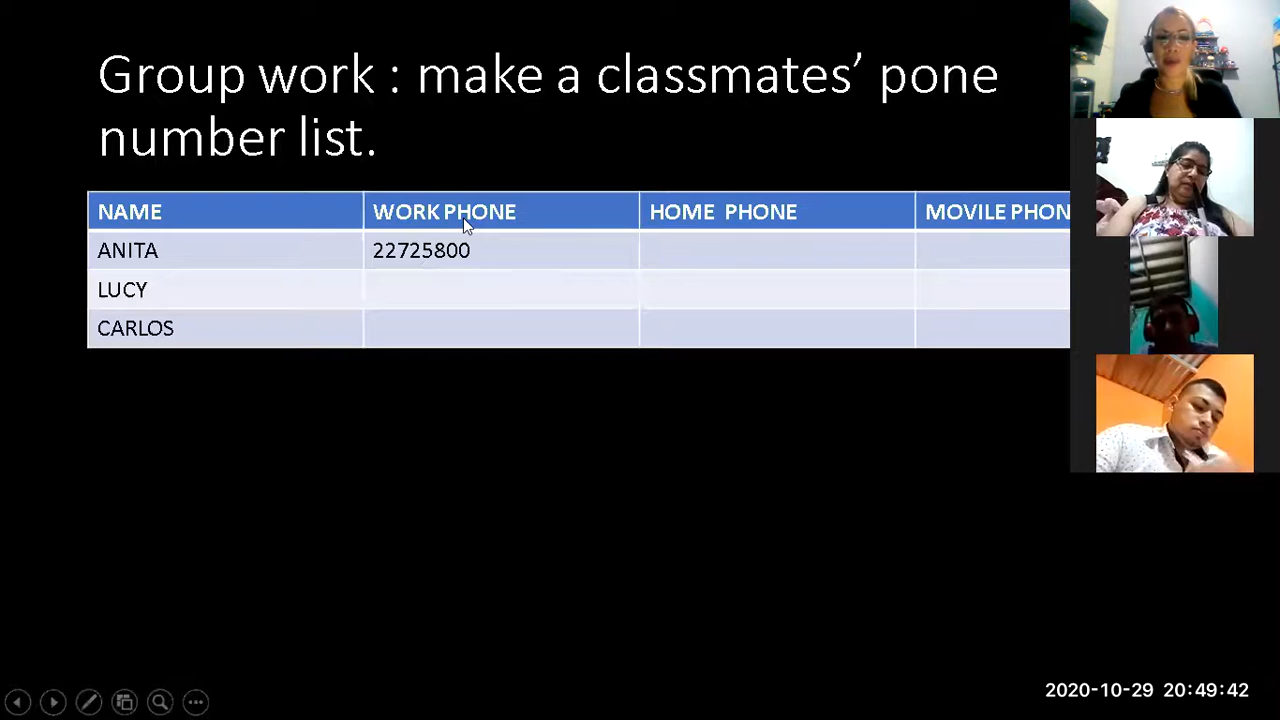 Group work : make a classmates’ pone
number list.
NAME WORK PHONE HOME PHONE MOVILE PHON
ANITA 22725800
LUCY
CARLOS
2020-10-29 20:49:42